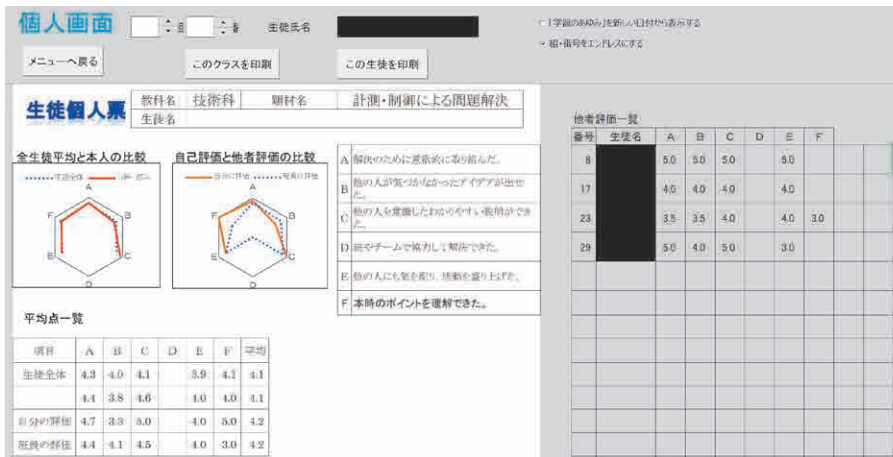 個人画面
組
番
生徒氏名
「学習のあゆみ」を新しい日付から表示する
組・番号をエンドレスにする
メニューへ戻る
このクラスを印刷
この生徒を印刷
生徒個人票
教科名 技術科 題材名 計測・制御による問題解決
生徒名
全生徒平均と本人の比較
生徒全体
A
B
C
D
E
F
自己評価と他者評価の比較
自分の評価 班員の評価
A
B
C
D
E
F
A 解決のために意欲的に取り組んだ。
B 他の人が気づかなかったアイデアが出せた。
C 他の人を意識したわかりやすい説明ができた。
D 班やチームで協力して解決できた。
E 他の人にも気を配り、活動を盛り上げた。
F 本時のポイントを理解できた。
平均点一覧
項目 A B C D E F 平均
生徒全体 4.3 4.0 4.1 3.9 4.1 4.1
4.4 3.8 4.6 4.0 4.0 4.1
自分の評価 4.7 3.3 5.0 4.0 5.0 4.2
班員の評価 4.4 4.1 4.5 4.0 3.0 4.2
他者評価一覧
番号 生徒名 A B C D E F
8 5.0 5.0 5.0 5.0
17 4.0 4.0 4.0 4.0
23 3.5 3.5 4.0 4.0 3.0
29 5.0 4.0 5.0 3.0